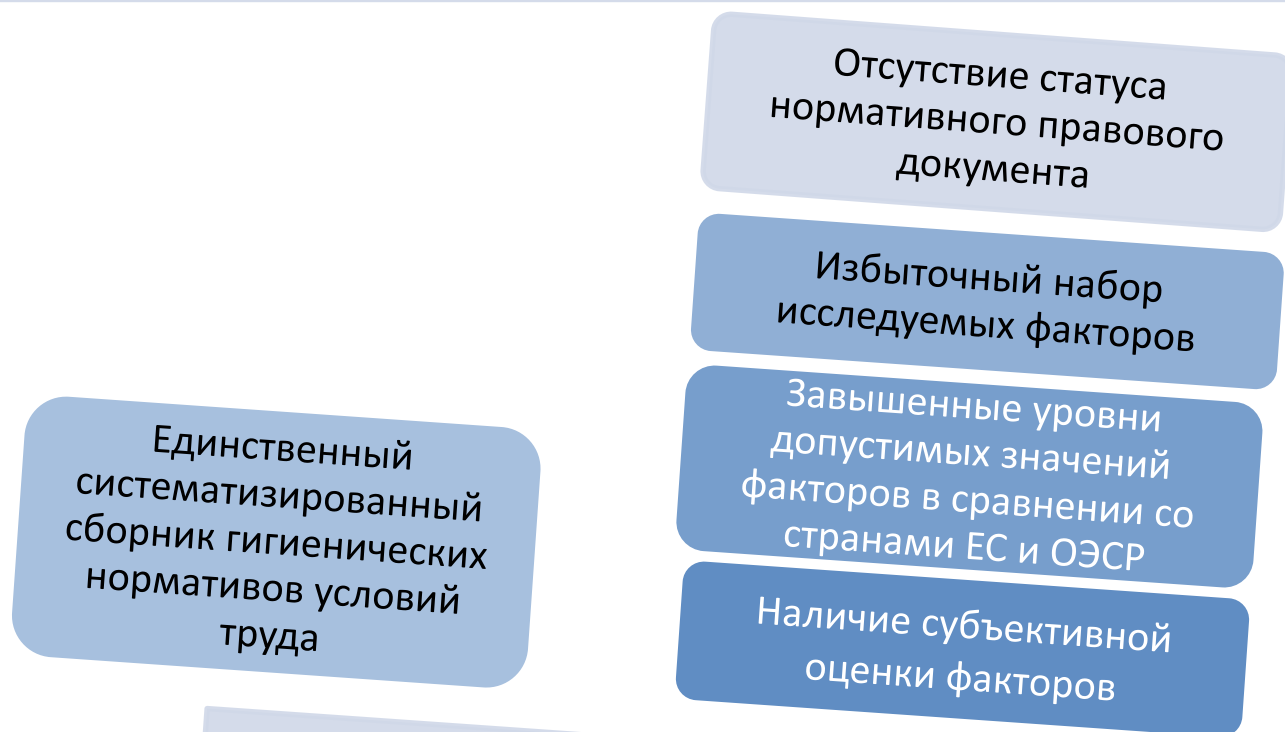 Отсутствие статуса
нормативного правового
документа
Избыточный набор
исследуемых факторов
Завышенные уровни
допустимых значений
факторов в сравнении со
странами ЕС и ОЭСР
Наличие субъективной
оценки факторов
Единственный
систематизированный
сборник гигиенических
нормативов условий
труда